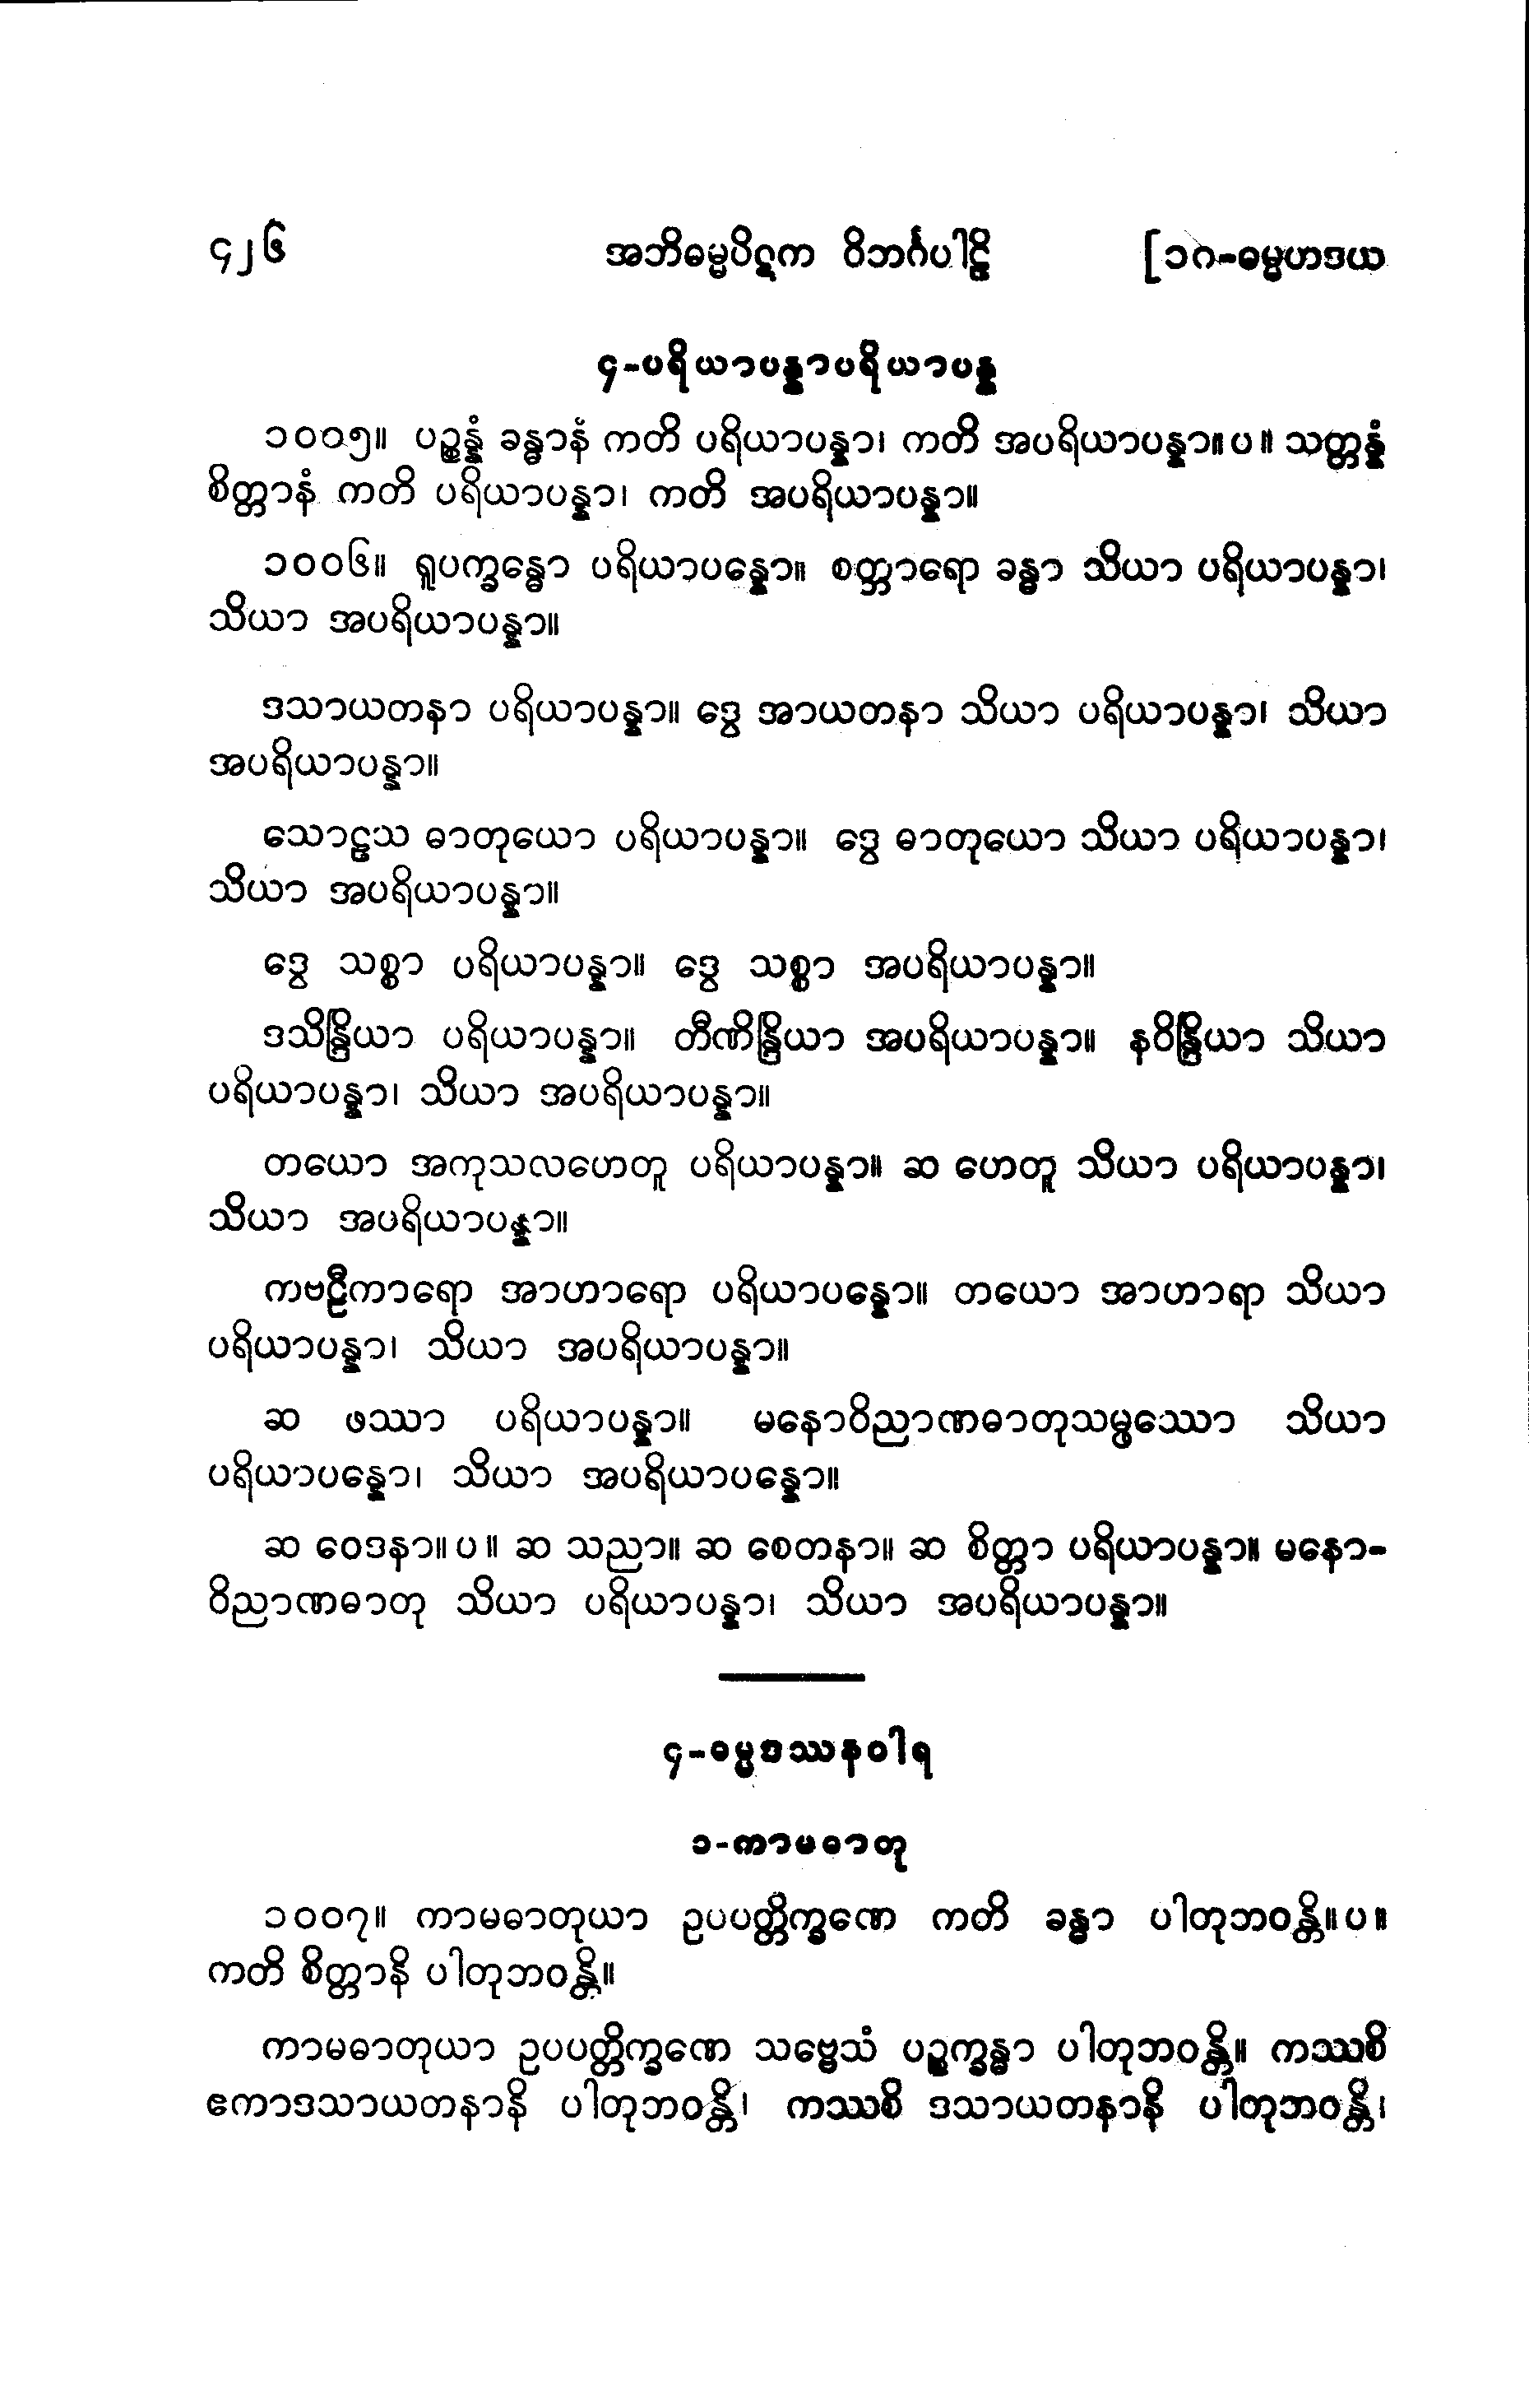 ၄၂၆ အဘိဓမ္မပိဋက ဝိဘင်္ဂပါဠိ [၁၈-ဓမ္မဟဒယ
၄-ပရိယာပန္နာပရိယာပန္န
၁၀၀၅။ ပဉ္စန္နံ ခန္ဓာနံ ကတိ ပရိယာပန္နာ၊ ကတိ အပရိယာပန္နာ။ပ။ သတ္တန္နံ
စိတ္တာနံ ကတိ ပရိယာပန္နာ၊ ကတိ အပရိယာပန္နာ။
၁၀၀၆။ ရူပက္ခန္ဓော ပရိယာပန္နော။ စတ္တာရော ခန္ဓာ သိယာ ပရိယာပန္နာ၊
သိယာ အပရိယာပန္နာ။
ဒသာယတနာ ပရိယာပန္နာ။ ဒွေ အာယတနာ သိယာ ပရိယာပန္နာ၊ သိယာ
အပရိယာပန္နာ။
သောဠသ ဓာတုယော ပရိယာပန္နာ။ ဒွေ ဓာတုယော သိယာ ပရိယာပန္နာ၊
သိယာ အပရိယာပန္နာ။
ဒွေ သစ္စာ ပရိယာပန္နာ။ ဒွေ သစ္စာ အပရိယာပန္နာ။
ဒသိန္ဒြိယာ ပရိယာပန္နာ။ တီဏိန္ဒြိယာ အပရိယာပန္နာ။ နဝိန္ဒြိယာ သိယာ
ပရိယာပန္နာ၊ သိယာ အပရိယာပန္နာ။
တယော အကုသလဟေတူ ပရိယာပန္နာ။ ဆ ဟေတူ သိယာ ပရိယာပန္နာ၊
သိယာ အပရိယာပန္နာ။
ကဗဠီကာရော အာဟာရော ပရိယာပန္နော။ တယော အာဟာရာ သိယာ
ပရိယာပန္နာ၊ သိယာ အပရိယာပန္နာ။
ဆ ဖဿာ ပရိယာပန္နာ။ မနောဝိညာဏဓာတုသမ္ဖဿော သိယာ
ပရိယာပန္နော၊ သိယာ အပရိယာပန္နော။
ဆ ဝေဒနာ။ပ။ ဆ သညာ။ ဆ စေတနာ။ ဆ စိတ္တာ ပရိယာပန္နာ။ မနော-
ဝိညာဏဓာတု သိယာ ပရိယာပန္နာ၊ သိယာ အပရိယာပန္နာ။
၄-ဓမ္မဒဿနဝါရ
၁-ကာမဓာတု
၁၀၀၇။ ကာမဓာတုယာ ဥပပတ္တိက္ခဏေ ကတိ ခန္ဓာ ပါတုဘဝန္တိ။ပ။
ကတိ စိတ္တာနိ ပါတုဘဝန္တိ။
ကာမဓာတုယာ ဥပပတ္တိက္ခဏေ သဗ္ဗေသံ ပဉ္စက္ခန္ဓာ ပါတုဘဝန္တိ။ ကဿစိ
ဧကာဒသာယတနာနိ ပါတုဘဝန္တိ၊ ကဿစိ ဒသာယတနာနိ ပါတုဘဝန္တိ၊